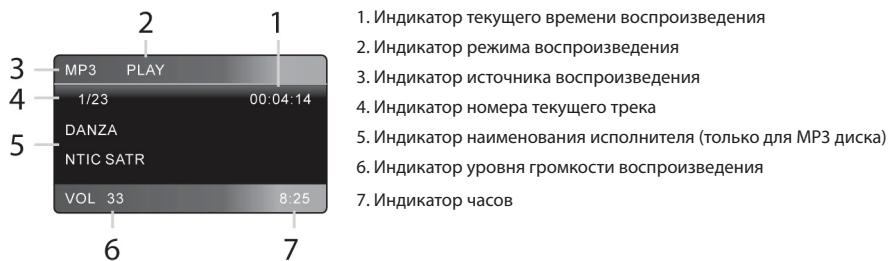 2 1
3 MP3 PLAY
4 1/23 00:04:14
DANZA
5
NTIC SATR
VOL 33 8:25
6 7
1. Индикатор текущего времени воспроизведения
2. Индикатор режима воспроизведения
3. Индикатор источника воспроизведения
4. Индикатор номера текущего трека
5. Индикатор наименования исполнителя (только для MP3 диска)
6. Индикатор уровня громкости воспроизведения
7. Индикатор часов